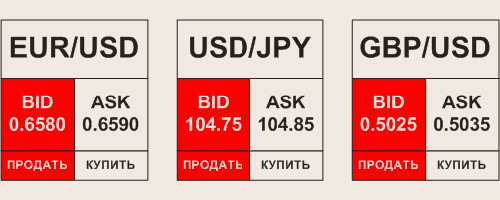 EUR/USD
BID ASK
0.6580 0.6590
ПРОДАТЬ КУПИТЬ
USD/JPY
BID ASK
104.75 104.85
ПРОДАТЬ КУПИТЬ
GBP/USD
BID ASK
0.5025 0.5035
ПРОДАТЬ КУПИТЬ